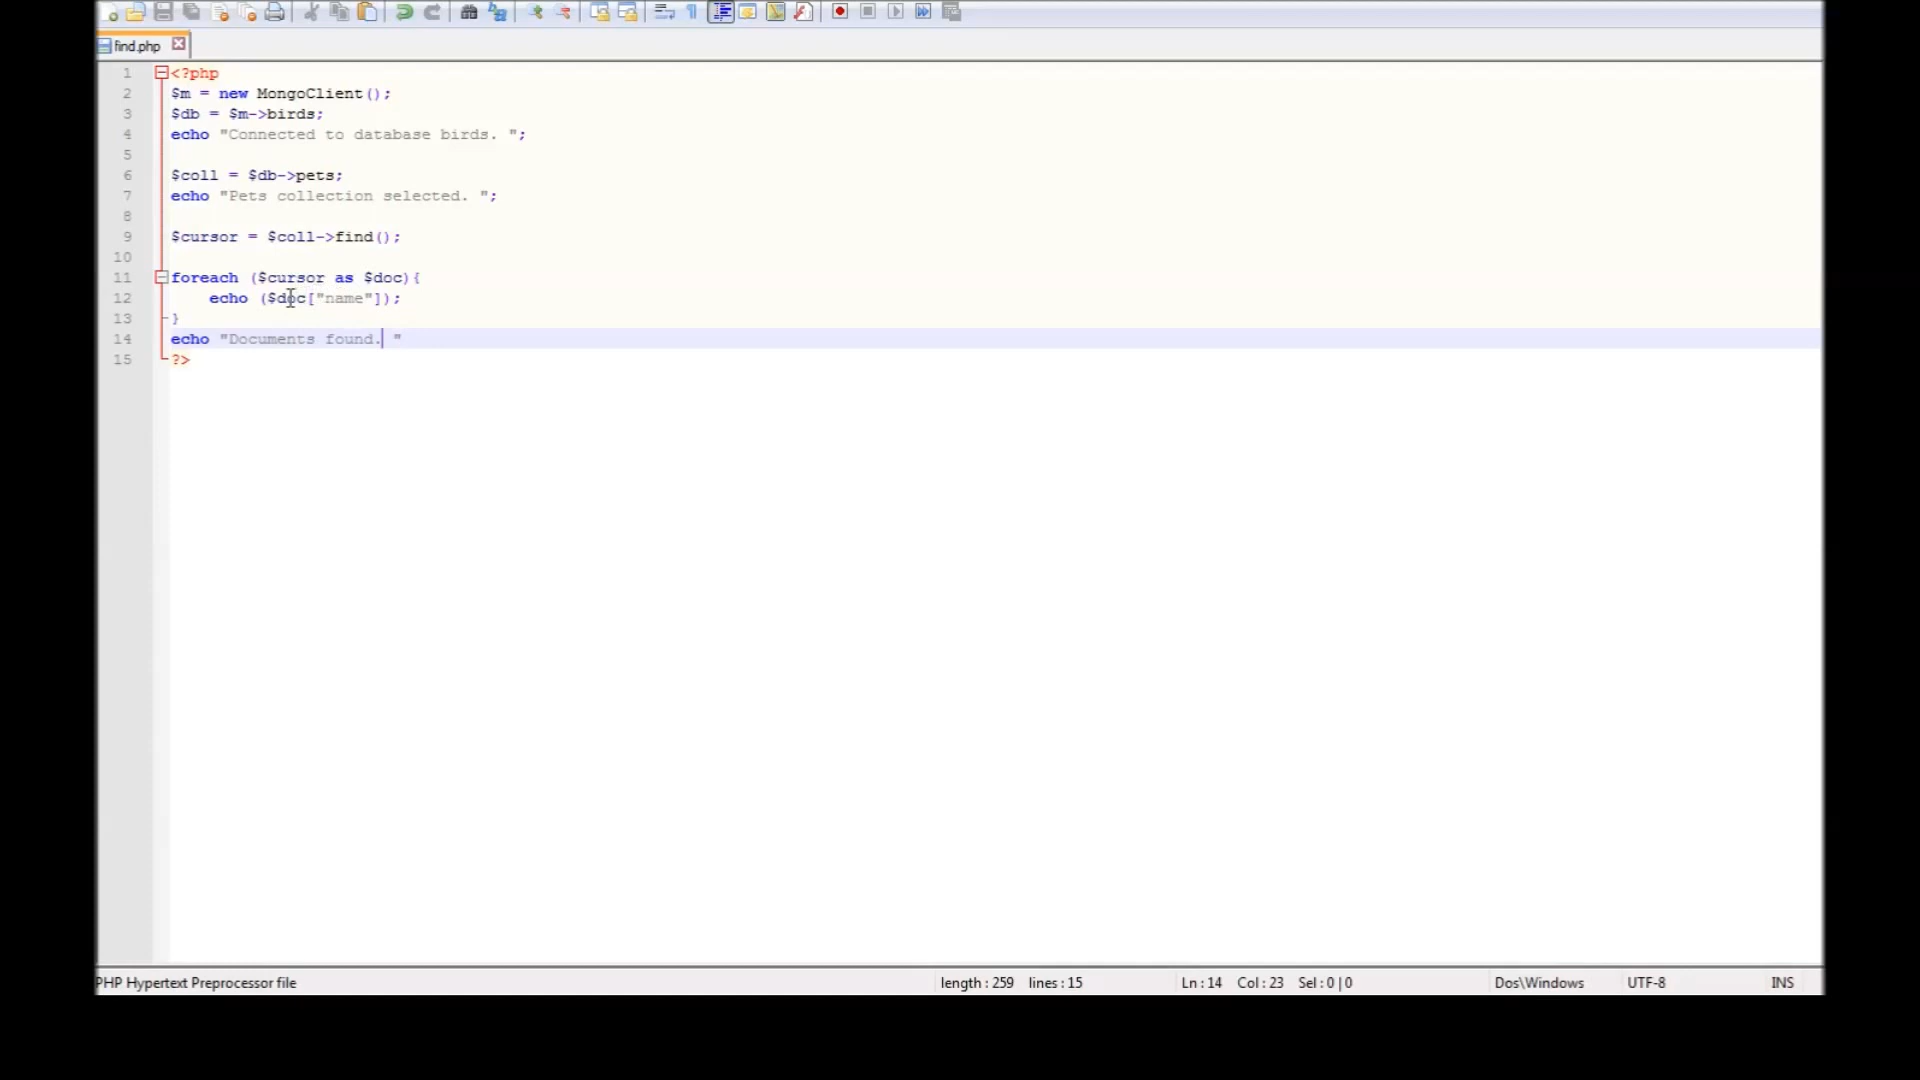 find.php
1 <?php
2 $m = new MongoClient();
3 $db = $m->birds;
4 echo "Connected to database birds. ";
5
6 $coll = $db->pets;
7 echo "Pets collection selected. ";
8
9 $cursor = $coll->find();
10
11 foreach ($cursor as $doc){
12 echo ($doc["name"]);
13 }
14 echo "Documents found. "
15 ?>
PHP Hypertext Preprocessor file length : 259 lines : 15 Ln : 14 Col : 23 Sel : 0 | 0 Dos\Windows UTF-8 INS